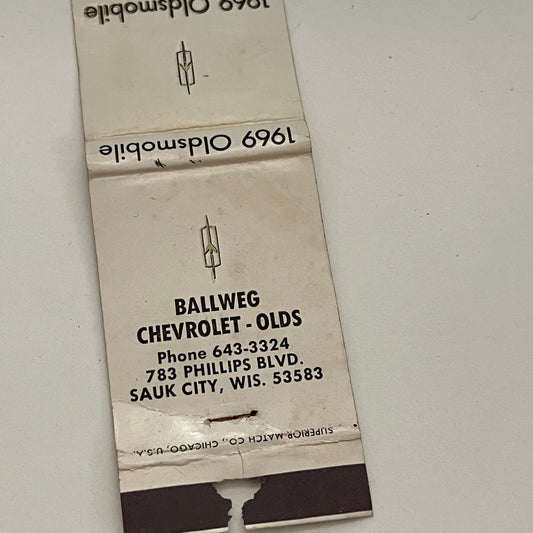 1969 Oldsmobile
1969 Oldsmobile
BALLWEG
CHEVROLET - OLDS
Phone 643-3324
783 PHILLIPS BLVD.
SAUK CITY, WIS. 53583
SUPERIOR MATCH CO., CHICAGO, U.S.A.